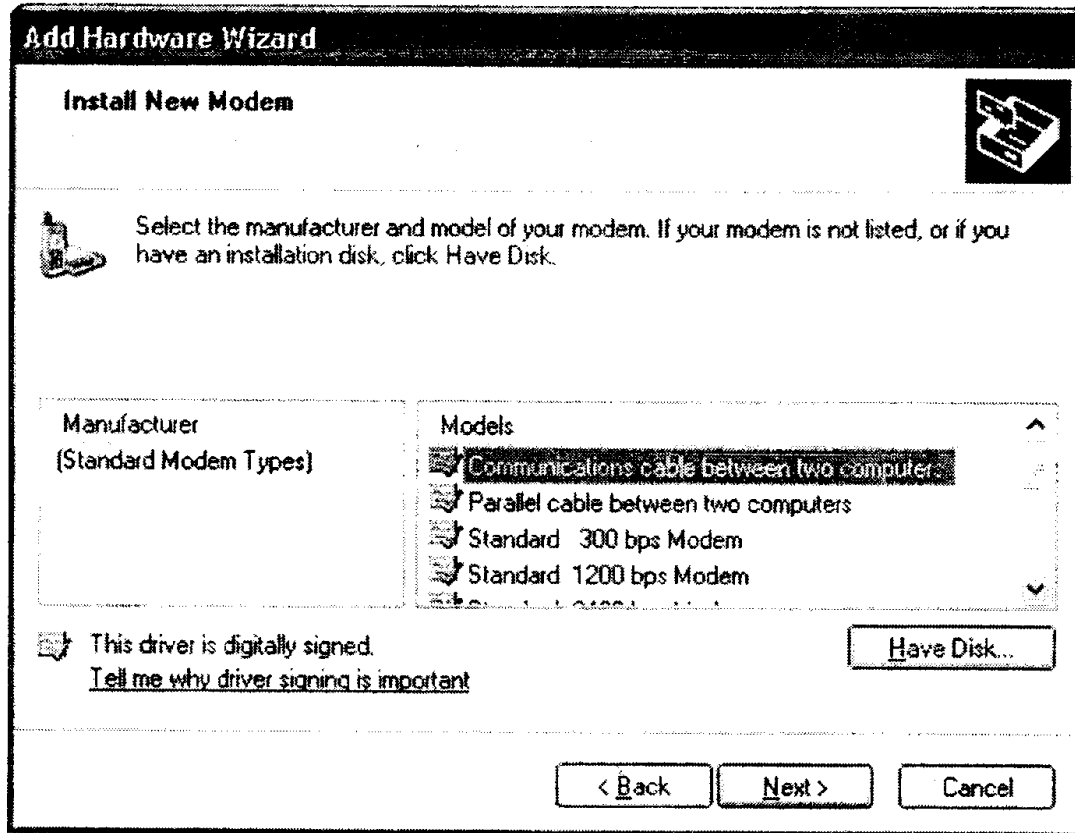 Add Hardware Wizard
Install New Modem
Select the manufacturer and model of your modem. If your modem is not listed, or if you
have an installation disk, click Have Disk.
Manufacturer
(Standard Modem Types)
Models
Communications cable between two computer
Parallel cable between two computers
Standard 300 bps Modem
Standard 1200 bps Modem
This driver is digitally signed.
Tell me why driver signing is important
Have Disk...
< Back
Next >
Cancel